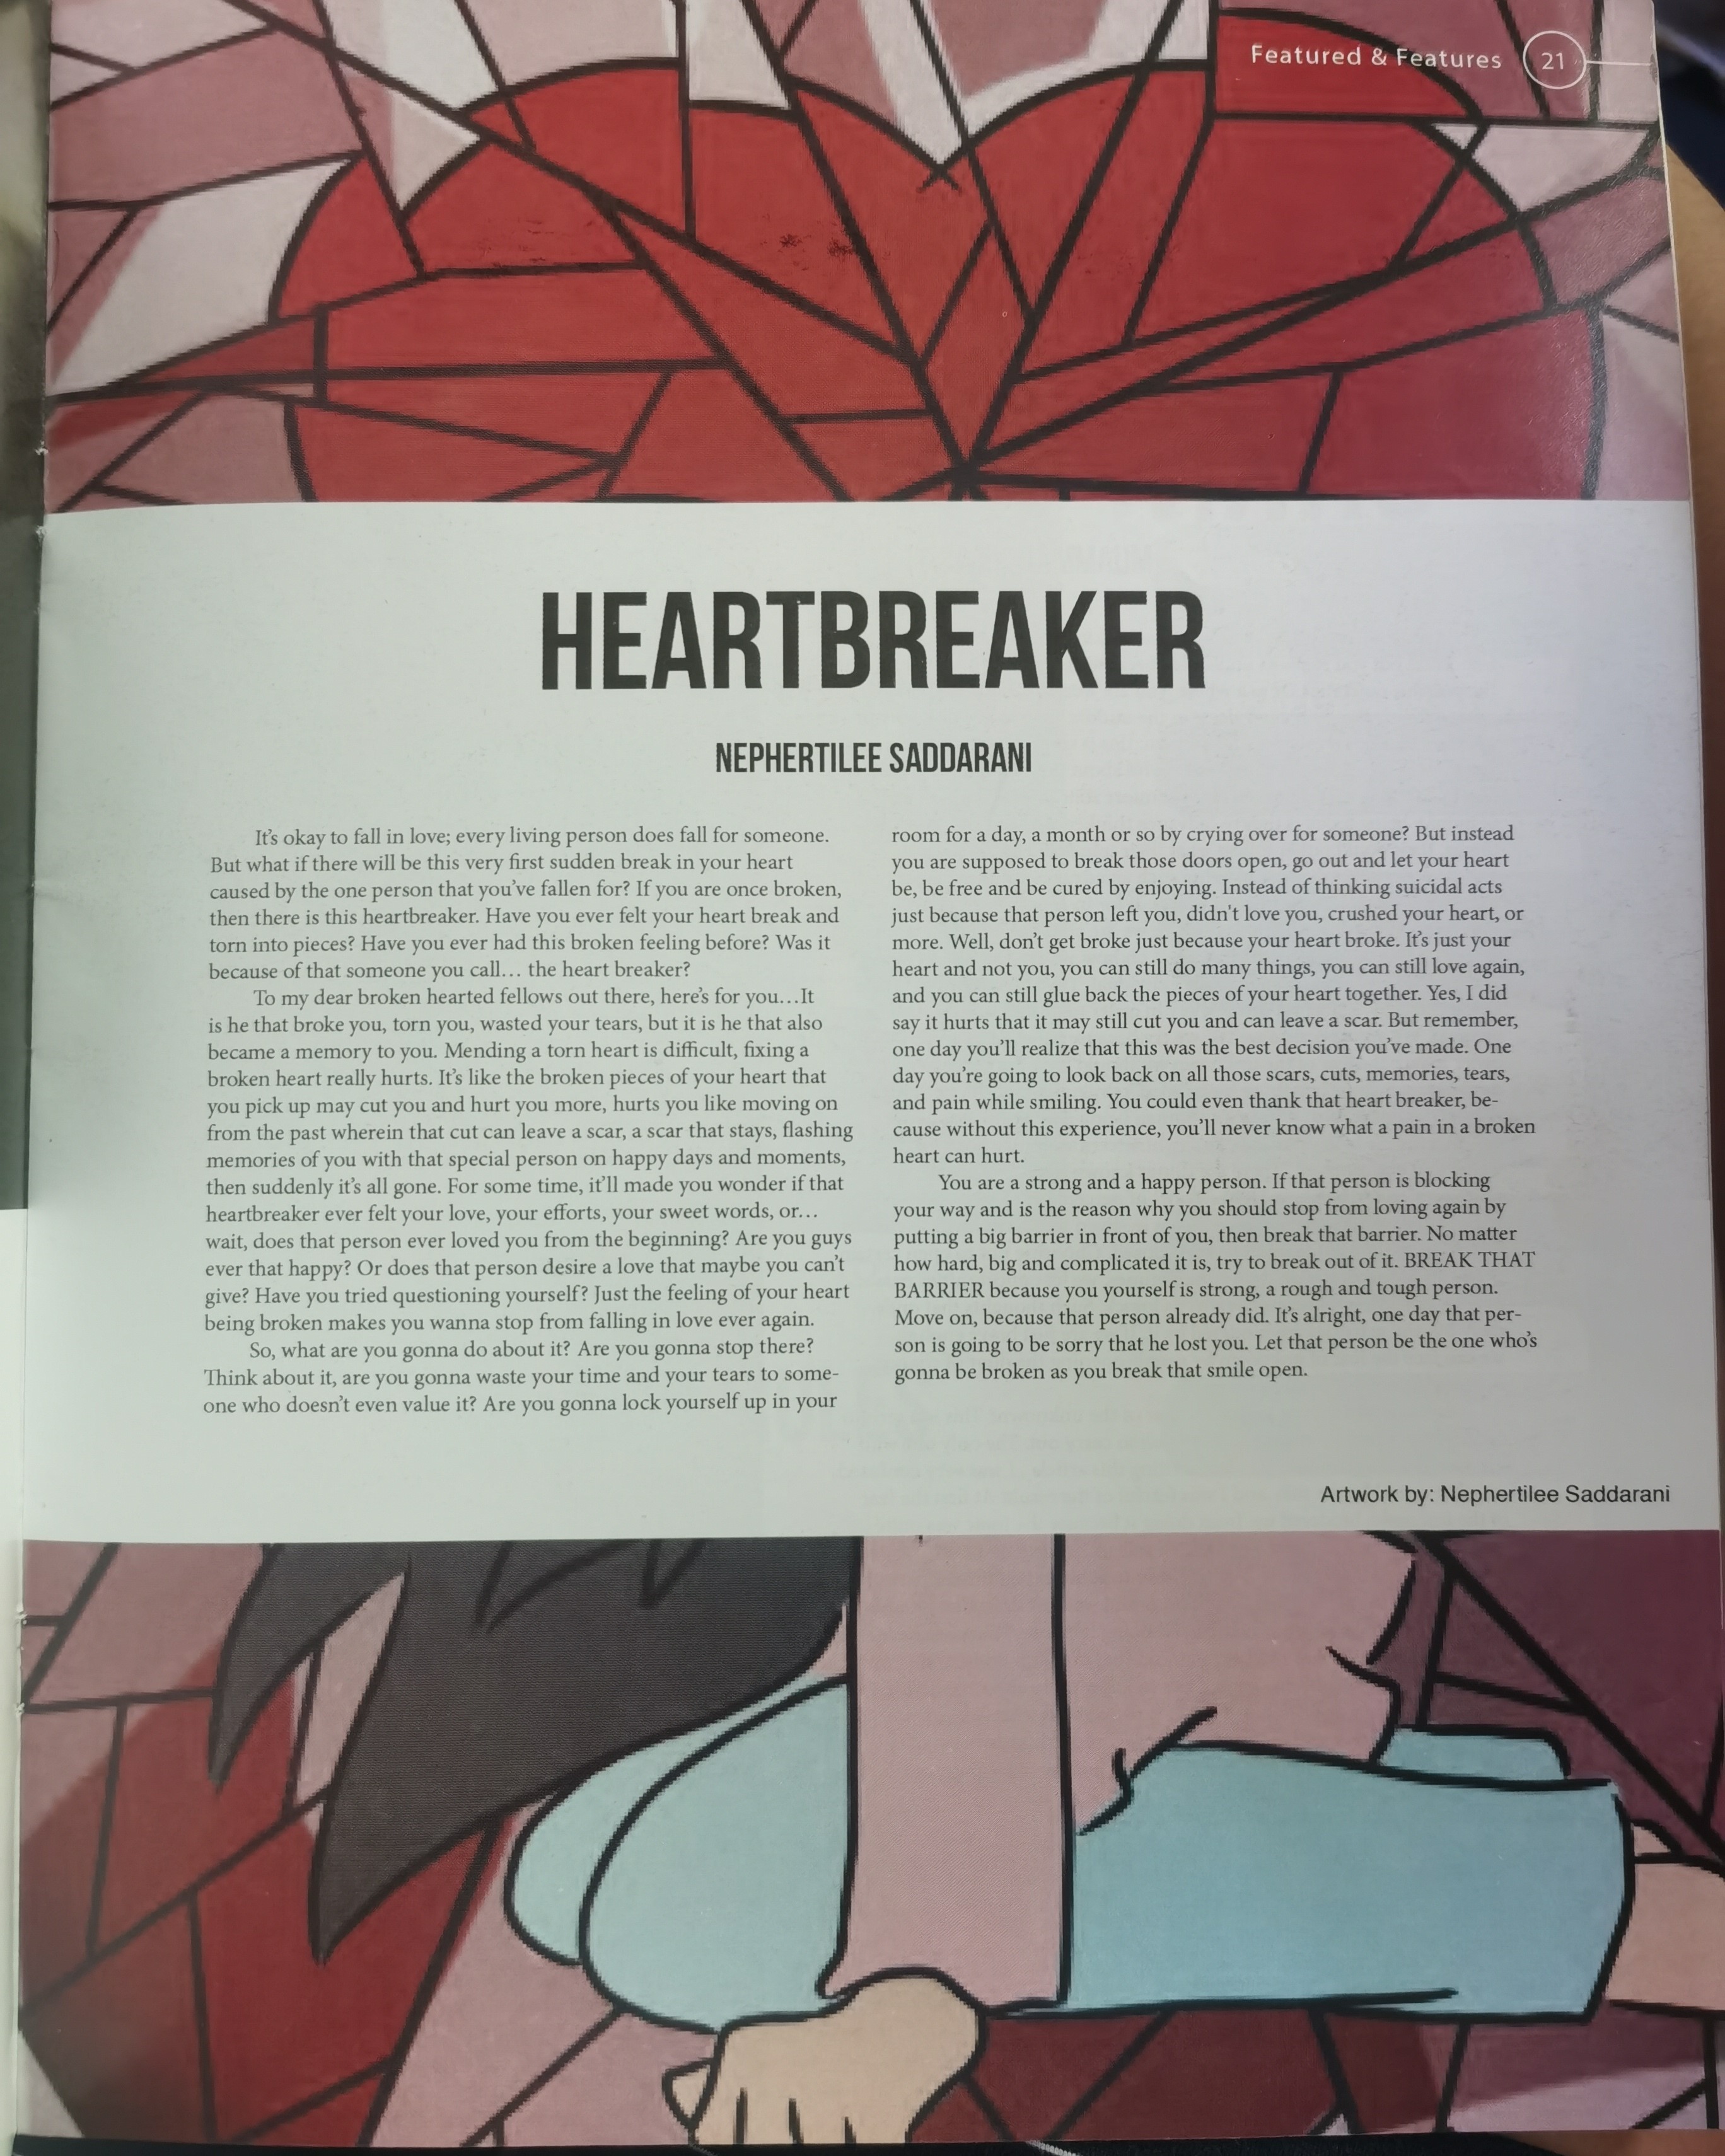 Featured & Features 21
HEARTBREAKER
NEPHERTILEE SADDARANI
It's okay to fall in love; every living person does fall for someone.
But what if there will be this very first sudden break in your heart
caused by the one person that you've fallen for? If you are once broken,
then there is this heartbreaker. Have you ever felt your heart break and
torn into pieces? Have you ever had this broken feeling before? Was it
because of that someone you call… the heart breaker?
To my dear broken hearted fellows out there, here's for you…It
is he that broke you, torn you, wasted your tears, but it is he that also
became a memory to you. Mending a torn heart is difficult, fixing a
broken heart really hurts. It's like the broken pieces of your heart that
you pick up may cut you and hurt you more, hurts you like moving on
from the past wherein that cut can leave a scar, a scar that stays, flashing
memories of you with that special person on happy days and moments,
then suddenly it's all gone. For some time, it'll made you wonder if that
heartbreaker ever felt your love, your efforts, your sweet words, or…
wait, does that person ever loved you from the beginning? Are you guys
ever that happy? Or does that person desire a love that maybe you can't
give? Have you tried questioning yourself? Just the feeling of your heart
being broken makes you wanna stop from falling in love ever again.
So, what are you gonna do about it? Are you gonna stop there?
Think about it, are you gonna waste your time and your tears to some-
one who doesn't even value it? Are you gonna lock yourself up in your
room for a day, a month or so by crying over for someone? But instead
you are supposed to break those doors open, go out and let your heart
be, be free and be cured by enjoying. Instead of thinking suicidal acts
just because that person left you, didn't love you, crushed your heart, or
more. Well, don't get broke just because your heart broke. It's just your
heart and not you, you can still do many things, you can still love again,
and you can still glue back the pieces of your heart together. Yes, I did
say it hurts that it may still cut you and can leave a scar. But remember,
one day you'll realize that this was the best decision you've made. One
day you're going to look back on all those scars, cuts, memories, tears,
and pain while smiling. You could even thank that heart breaker, be-
cause without this experience, you'll never know what a pain in a broken
heart can hurt.
You are a strong and a happy person. If that person is blocking
your way and is the reason why you should stop from loving again by
putting a big barrier in front of you, then break that barrier. No matter
how hard, big and complicated it is, try to break out of it. BREAK THAT
BARRIER because you yourself is strong, a rough and tough person.
Move on, because that person already did. It's alright, one day that per-
son is going to be sorry that he lost you. Let that person be the one who's
gonna be broken as you break that smile open.
Artwork by: Nephertilee Saddarani